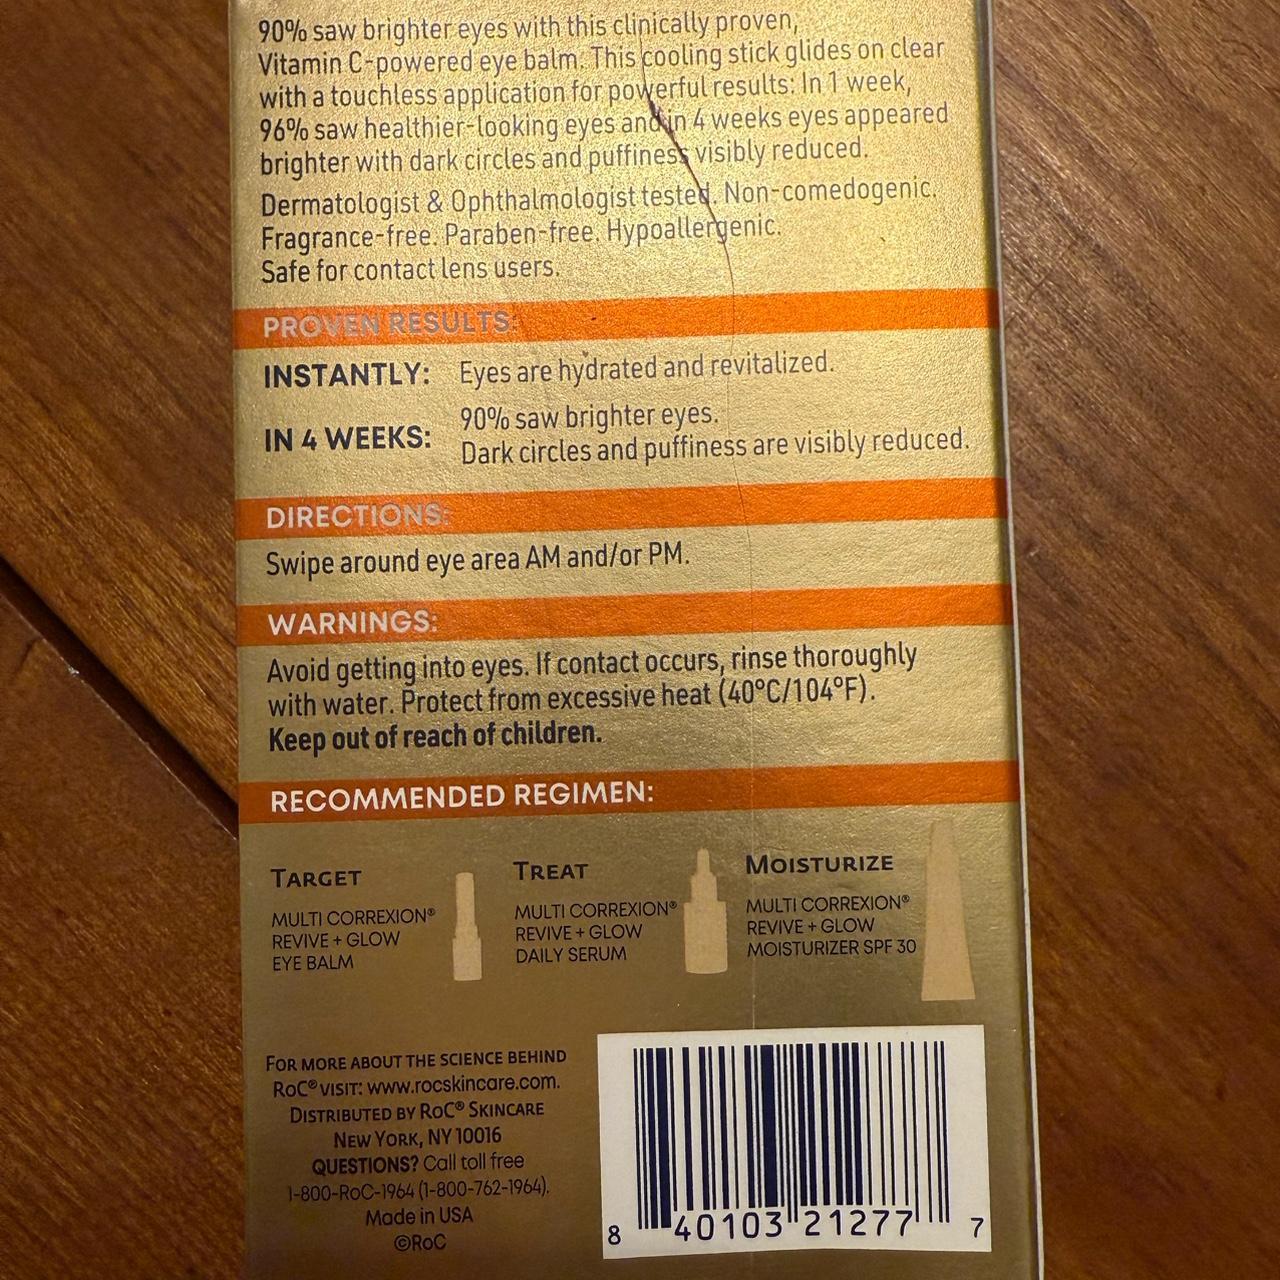 90% saw brighter eyes with this clinically proven,
Vitamin C-powered eye balm. This cooling stick glides on clear
with a touchless application for powerful results: In 1 week,
96% saw healthier-looking eyes and in 4 weeks eyes appeared
brighter with dark circles and puffiness visibly reduced.
Dermatologist & Ophthalmologist tested. Non-comedogenic.
Fragrance-free. Paraben-free. Hypoallergenic.
Safe for contact lens users.
PROVEN RESULTS:
INSTANTLY: Eyes are hydrated and revitalized.
IN 4 WEEKS: 90% saw brighter eyes.
Dark circles and puffiness are visibly reduced.
DIRECTIONS:
Swipe around eye area AM and/or PM.
WARNINGS:
Avoid getting into eyes. If contact occurs, rinse thoroughly
with water. Protect from excessive heat (40°C/104°F).
Keep out of reach of children.
RECOMMENDED REGIMEN:
TARGET
MULTI CORREXION®
REVIVE + GLOW
EYE BALM
TREAT
MULTI CORREXION®
REVIVE + GLOW
DAILY SERUM
MOISTURIZE
MULTI CORREXION®
REVIVE + GLOW
MOISTURIZER SPF 30
FOR MORE ABOUT THE SCIENCE BEHIND
RoC® VISIT: www.rocskincare.com.
DISTRIBUTED BY RoC® SKINCARE
NEW YORK, NY 10016
QUESTIONS? Call toll free
1-800-RoC-1964 (1-800-762-1964).
Made in USA
©RoC
8 40103 21277 7